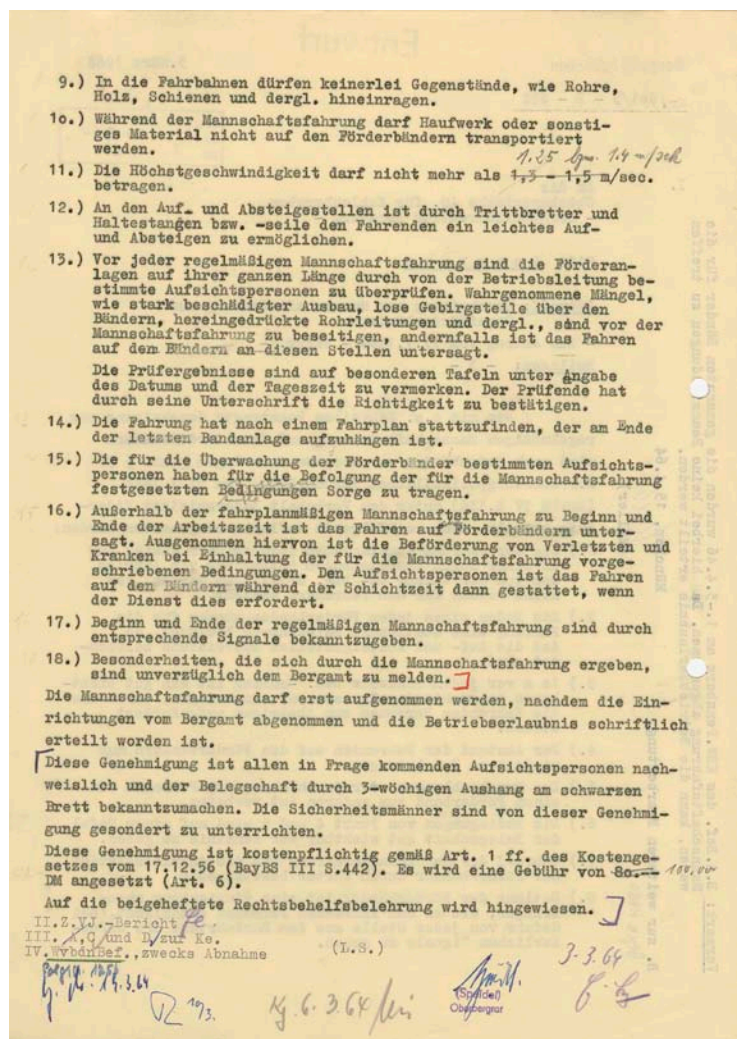 9.) In die Fahrbahnen dürfen keinerlei Gegenstände, wie Rohre,
Holz, Schienen und dergl. hineinragen.
1o.) Während der Mannschaftsfahrung darf Haufwerk oder sonsti-
ges Material nicht auf den Förderbändern transportiert
werden.
1.25 bzw. 1.4 m/sek
11.) Die Höchstgeschwindigkeit darf nicht mehr als 1,3 - 1,5 m/sec.
betragen.
12.) An den Auf- und Absteigestellen ist durch Trittbretter und
Haltestangen bzw. -seile den Fahrenden ein leichtes Auf-
und Absteigen zu ermöglichen.
13.) Vor jeder regelmäßigen Mannschaftsfahrung sind die Förderan-
lagen auf ihrer ganzen Länge durch von der Betriebsleitung be-
stimmte Aufsichtspersonen zu überprüfen. Wahrgenommene Mängel,
wie stark beschädigter Ausbau, lose Gebirgsteile über den
Bändern, hereingedrückte Rohrleitungen und dergl., sind vor der
Mannschaftsfahrung zu beseitigen, andernfalls ist das Fahren
auf dem Bändern an diesen Stellen untersagt.
Die Prüfergebnisse sind auf besonderen Tafeln unter Angabe
des Datums und der Tageszeit zu vermerken. Der Prüfende hat
durch seine Unterschrift die Richtigkeit zu bestätigen.
14.) Die Fahrung hat nach einem Fahrplan stattzufinden, der am Ende
der letzten Bandanlage aufzuhängen ist.
15.) Die für die Überwachung der Förderbänder bestimmten Aufsichts-
personen haben für die Befolgung der für die Mannschaftsfahrung
festgesetzten Bedingungen Sorge zu tragen.
16.) Außerhalb der fahrplanmäßigen Mannschaftsfahrung zu Beginn und
Ende der Arbeitszeit ist das Fahren auf Förderbändern unter-
sagt. Ausgenommen hiervon ist die Beförderung von Verletzten und
Kranken bei Einhaltung der für die Mannschaftsfahrung vorge-
schriebenen Bedingungen. Den Aufsichtspersonen ist das Fahren
auf den Bändern während der Schichtzeit dann gestattet, wenn
der Dienst dies erfordert.
17.) Beginn und Ende der regelmäßigen Mannschaftsfahrung sind durch
entsprechende Signale bekanntzugeben.
18.) Besonderheiten, die sich durch die Mannschaftsfahrung ergeben,
sind unverzüglich dem Bergamt zu melden.
Die Mannschaftsfahrung darf erst aufgenommen werden, nachdem die Ein-
richtungen vom Bergamt abgenommen und die Betriebserlaubnis schriftlich
erteilt worden ist.
Diese Genehmigung ist allen in Frage kommenden Aufsichtspersonen nach-
weislich und der Belegschaft durch 3-wöchigen Aushang am schwarzen
Brett bekanntzumachen. Die Sicherheitsmänner sind von dieser Genehmi-
gung gesondert zu unterrichten.
Diese Genehmigung ist kostenpflichtig gemäß Art. 1 ff. des Kostenge-
setzes vom 17.12.56 (BayBS III S.442). Es wird eine Gebühr von 8o.-- 100,00
DM angesetzt (Art. 6).
Auf die beigeheftete Rechtsbehelfsbelehrung wird hingewiesen.
II.Z.VJ.-Bericht
III. A,C und D zur Ke.
IV.WvbdnBef.,zwecks Abnahme (L.S.)
3.3.64
(Speidel)
Oberbergrat
14.3.64
10/3.
6.3.64